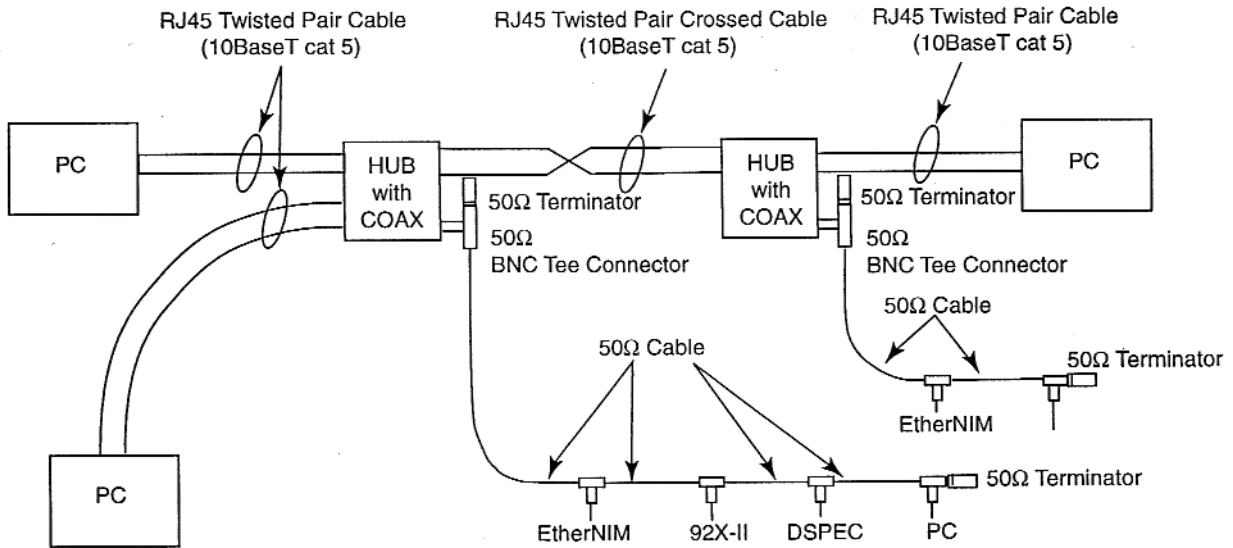 RJ45 Twisted Pair Cable
(10BaseT cat 5)
RJ45 Twisted Pair Crossed Cable
(10BaseT cat 5)
RJ45 Twisted Pair Cable
(10BaseT cat 5)
PC
HUB
with
COAX
50Ω Terminator
50Ω
BNC Tee Connector
HUB
with
COAX
50Ω Terminator
50Ω
BNC Tee Connector
PC
50Ω Cable
50Ω Cable
50Ω Terminator
EtherNIM
PC
50Ω Terminator
EtherNIM
92X-II
DSPEC
PC